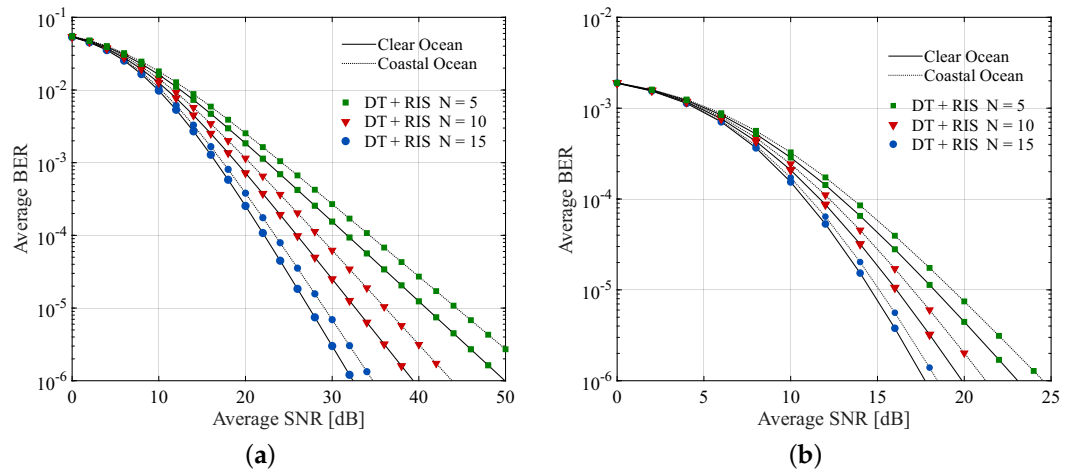 10^-1
10^-2
10^-3
10^-4
10^-5
10^-6
Average BER
0 10 20 30 40 50
Average SNR [dB]
Clear Ocean
Coastal Ocean
DT + RIS N = 5
DT + RIS N = 10
DT + RIS N = 15
(a)
10^-2
10^-3
10^-4
10^-5
10^-6
Average BER
0 5 10 15 20 25
Average SNR [dB]
Clear Ocean
Coastal Ocean
DT + RIS N = 5
DT + RIS N = 10
DT + RIS N = 15
(b)